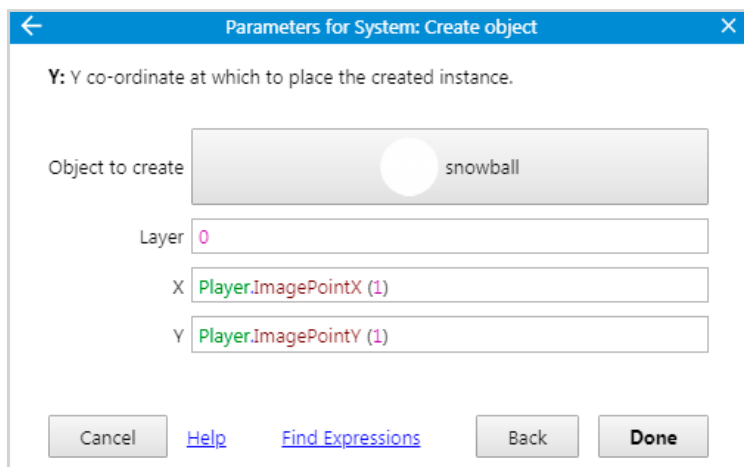 Parameters for System: Create object
Y: Y co-ordinate at which to place the created instance.
Object to create snowball
Layer 0
X Player.ImagePointX (1)
Y Player.ImagePointY (1)
Cancel Help Find Expressions Back Done